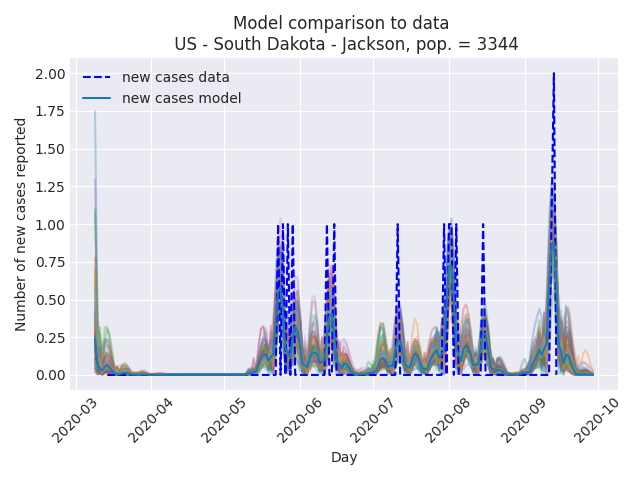 Model comparison to data
US - South Dakota - Jackson, pop. = 3344
new cases data
new cases model
Number of new cases reported
2.00
1.75
1.50
1.25
1.00
0.75
0.50
0.25
0.00
2020-03
2020-04
2020-05
2020-06
2020-07
2020-08
2020-09
2020-10
Day